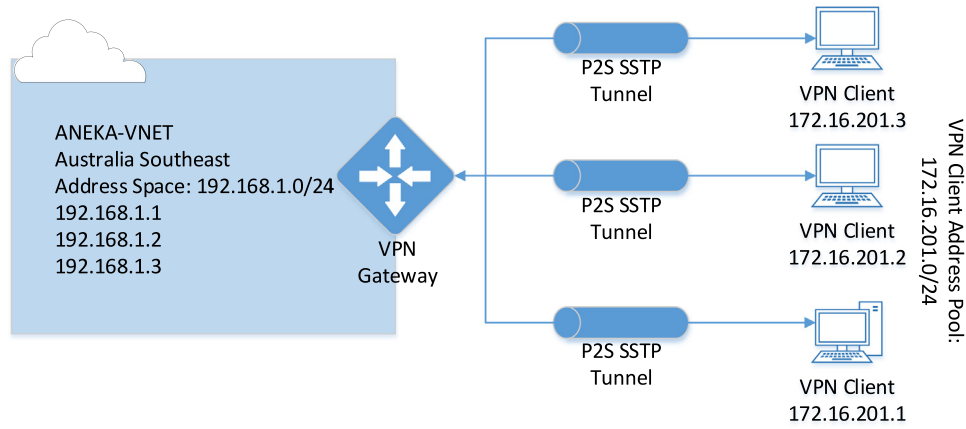 ANEKA-VNET
Australia Southeast
Address Space: 192.168.1.0/24
192.168.1.1
192.168.1.2
192.168.1.3
VPN
Gateway
P2S SSTP
Tunnel
VPN Client
172.16.201.3
P2S SSTP
Tunnel
VPN Client
172.16.201.2
P2S SSTP
Tunnel
VPN Client
172.16.201.1
VPN Client Address Pool:
172.16.201.0/24